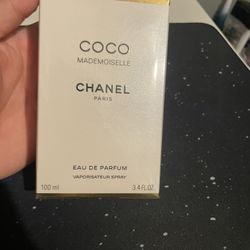 COCO
MADEMOISELLE
CHANEL
PARIS
EAU DE PARFUM
VAPORISATEUR SPRAY
100 ml 3.4 FL.OZ.